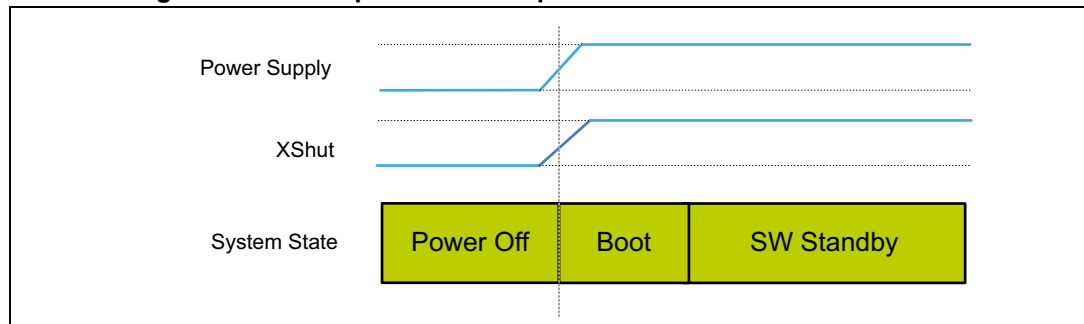 Power Supply
XShut
System State
Power Off
Boot
SW Standby